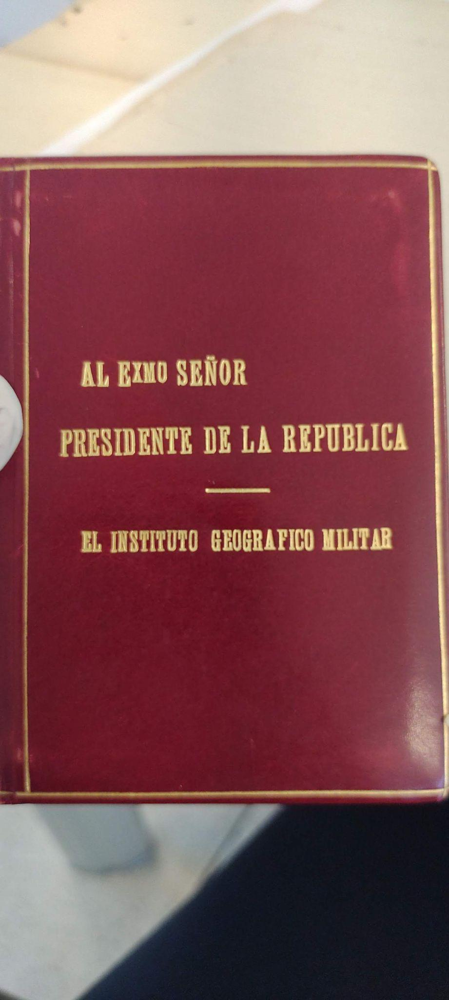 AL EXMO SEÑOR
PRESIDENTE DE LA REPUBLICA
EL INSTITUTO GEOGRAFICO MILITAR